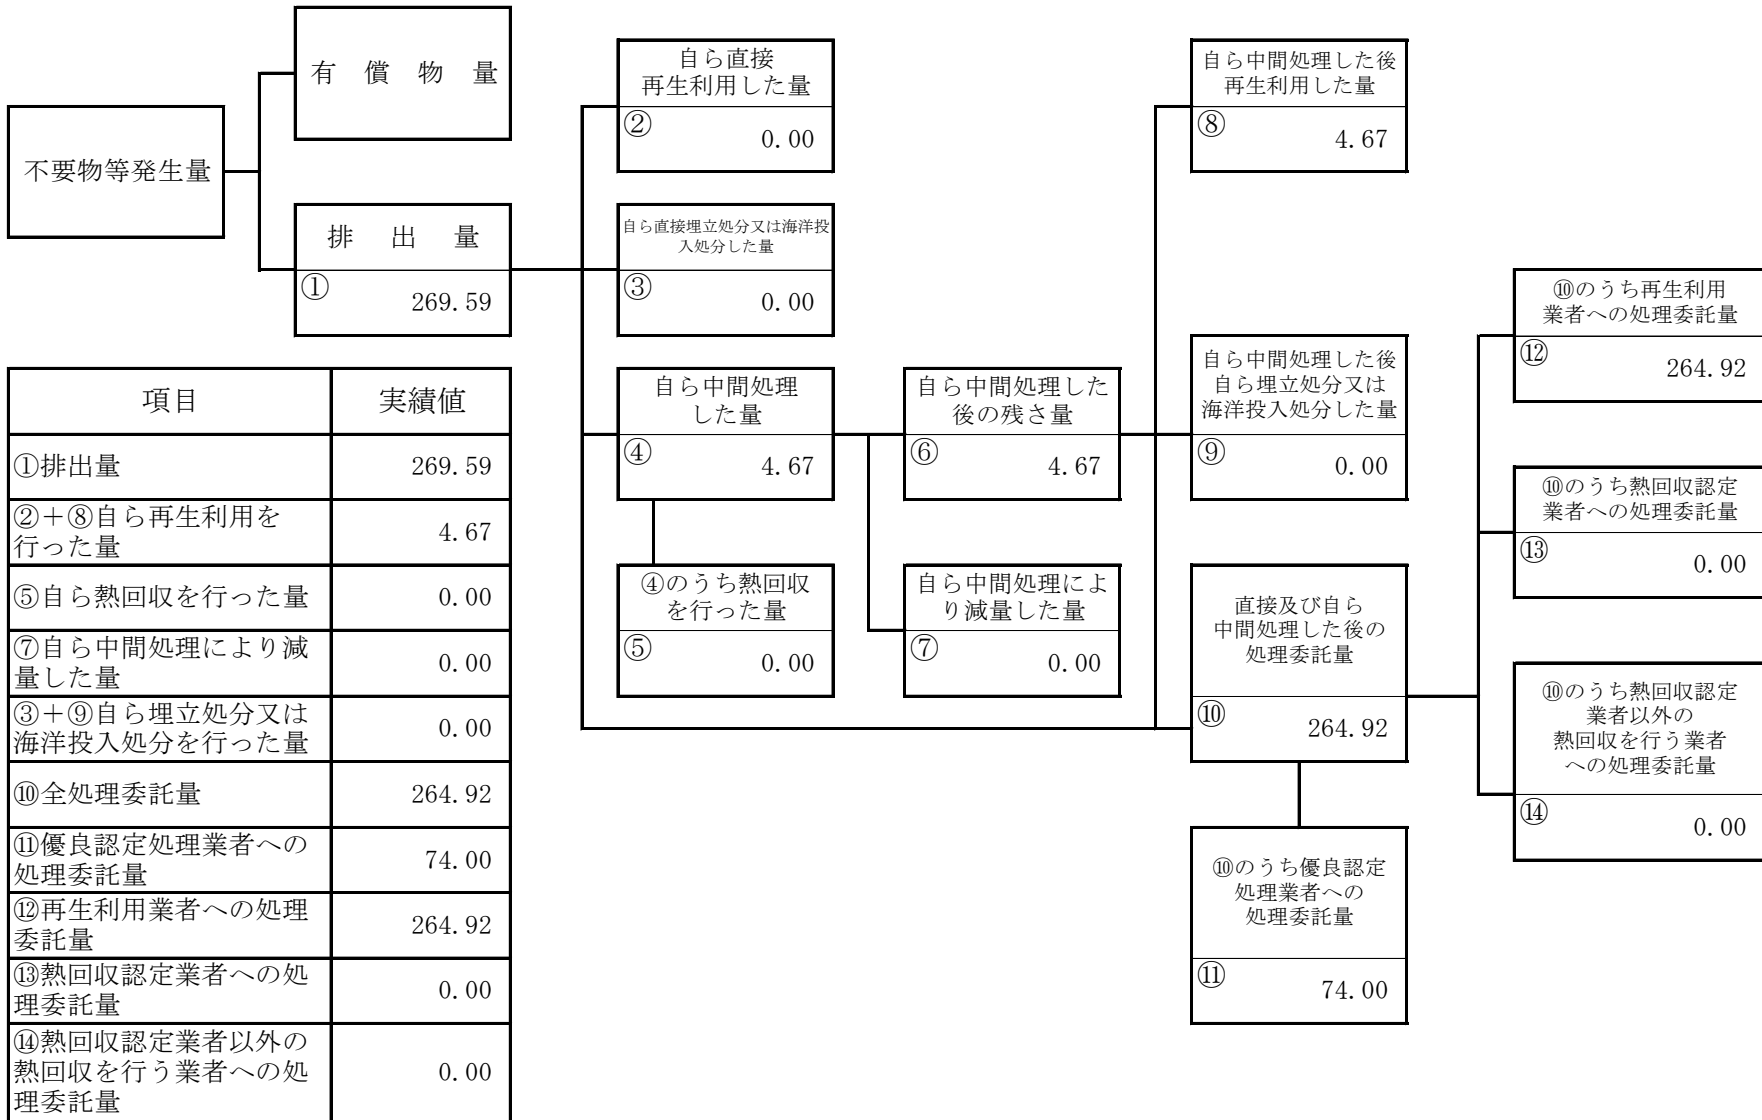 不要物等発生量
有 償 物 量
排 出 量
①
269.59
自ら直接
再生利用した量
②
0.00
自ら直接埋立処分又は海洋投
入処分した量
③
0.00
自ら中間処理
した量
④
4.67
④のうち熱回収
を行った量
⑤
0.00
自ら中間処理した
後の残さ量
⑥
4.67
自ら中間処理によ
り減量した量
⑦
0.00
自ら中間処理した後
再生利用した量
⑧
4.67
自ら中間処理した後
自ら埋立処分又は
海洋投入処分した量
⑨
0.00
直接及び自ら
中間処理した後の
処理委託量
⑩
264.92
⑩のうち優良認定
処理業者への
処理委託量
⑪
74.00
⑩のうち再生利用
業者への処理委託量
⑫
264.92
⑩のうち熱回収認定
業者への処理委託量
⑬
0.00
⑩のうち熱回収認定
業者以外の
熱回収を行う業者
への処理委託量
⑭
0.00
項目 実績値
①排出量 269.59
②＋⑧自ら再生利用を
行った量 4.67
⑤自ら熱回収を行った量 0.00
⑦自ら中間処理により減
量した量 0.00
③＋⑨自ら埋立処分又は
海洋投入処分を行った量 0.00
⑩全処理委託量 264.92
⑪優良認定処理業者への
処理委託量 74.00
⑫再生利用業者への処理
委託量 264.92
⑬熱回収認定業者への処
理委託量 0.00
⑭熱回収認定業者以外の
熱回収を行う業者への処
理委託量 0.00